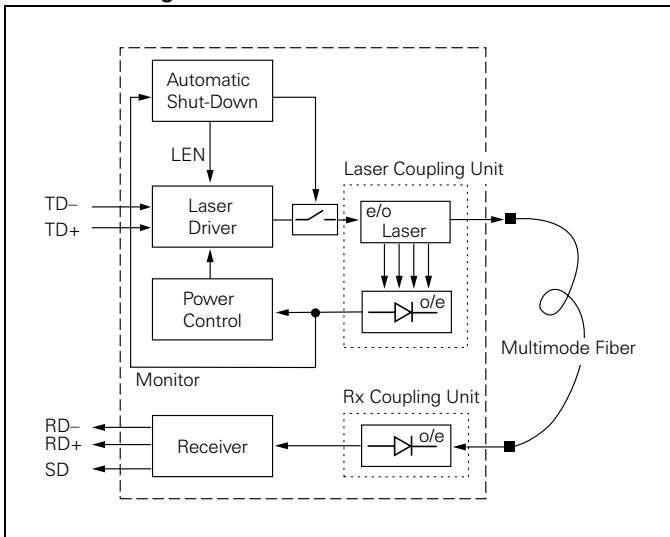 Automatic
Shut-Down
LEN
Laser Coupling Unit
TD–
TD+
Laser
Driver
e/o
Laser
Power
Control
o/e
Multimode Fiber
Monitor
Rx Coupling Unit
RD–
RD+
SD
Receiver
o/e